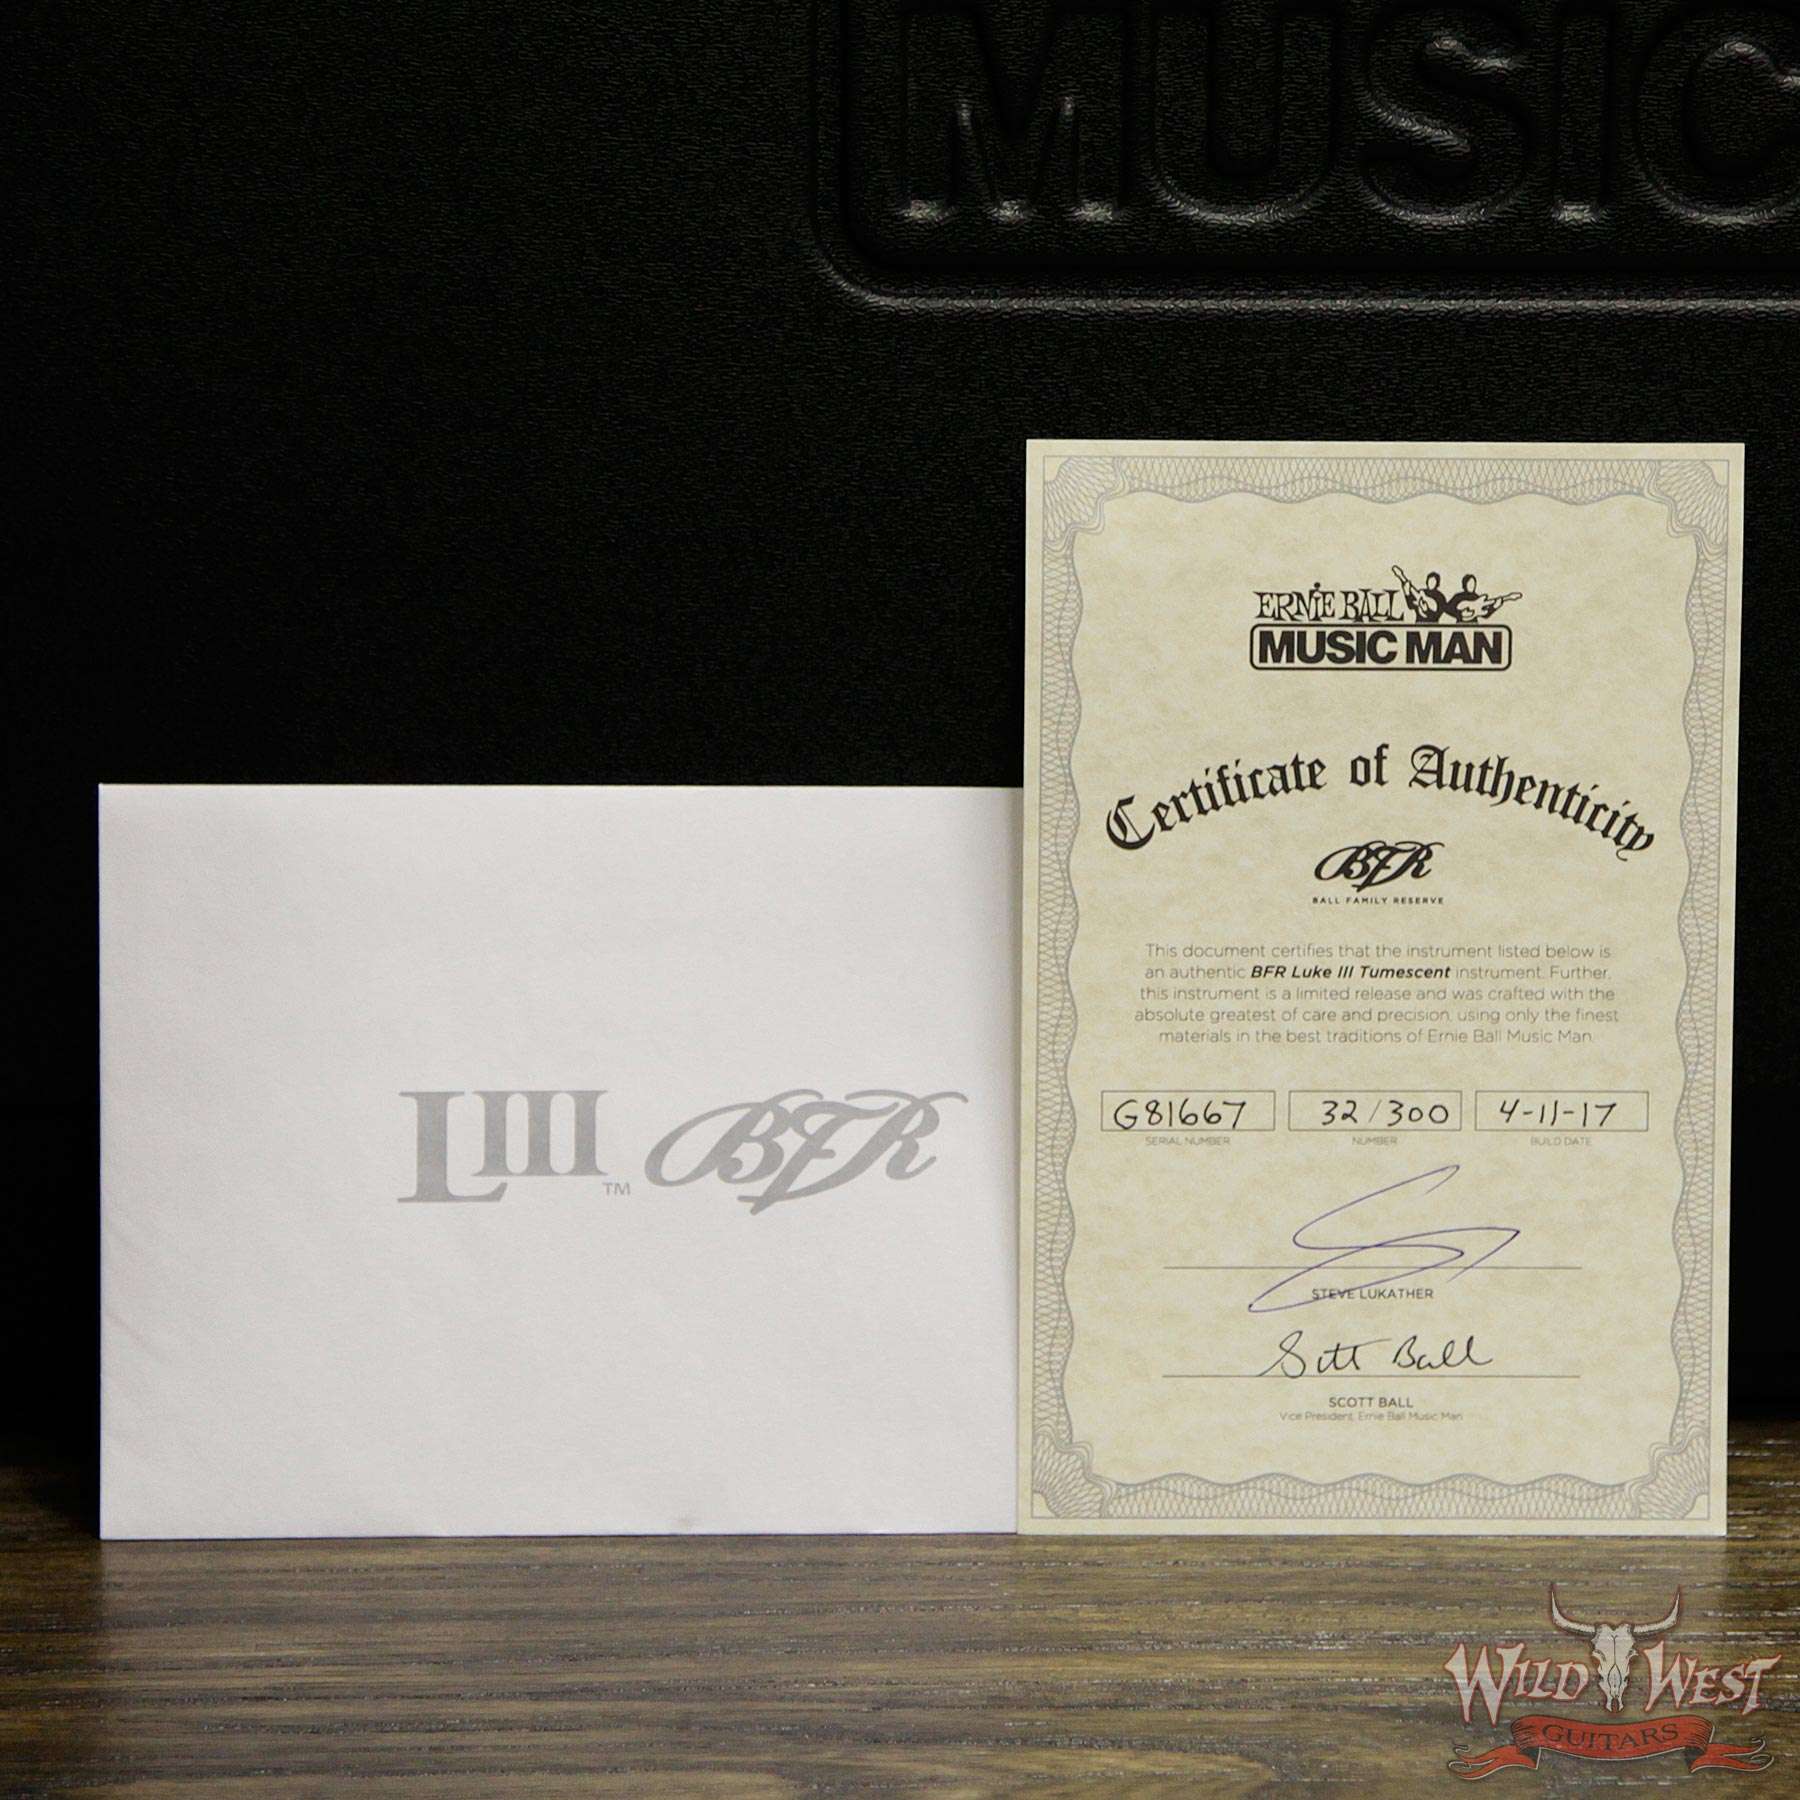 MUSIC
ERNIE BALL
MUSIC MAN
Certificate of Authenticity
BFR
BALL FAMILY RESERVE
This document certifies that the instrument listed below is
an authentic BFR Luke III Tumescent instrument. Further,
this instrument is a limited release and was crafted with the
absolute greatest of care and precision, using only the finest
materials in the best traditions of Ernie Ball Music Man.
G81667 32/300 4-11-17
SERIAL NUMBER NUMBER BUILD DATE
STEVE LUKATHER
Scott Ball
SCOTT BALL
Vice President, Ernie Ball Music Man
LIII™ BFR
WILD WEST
GUITARS